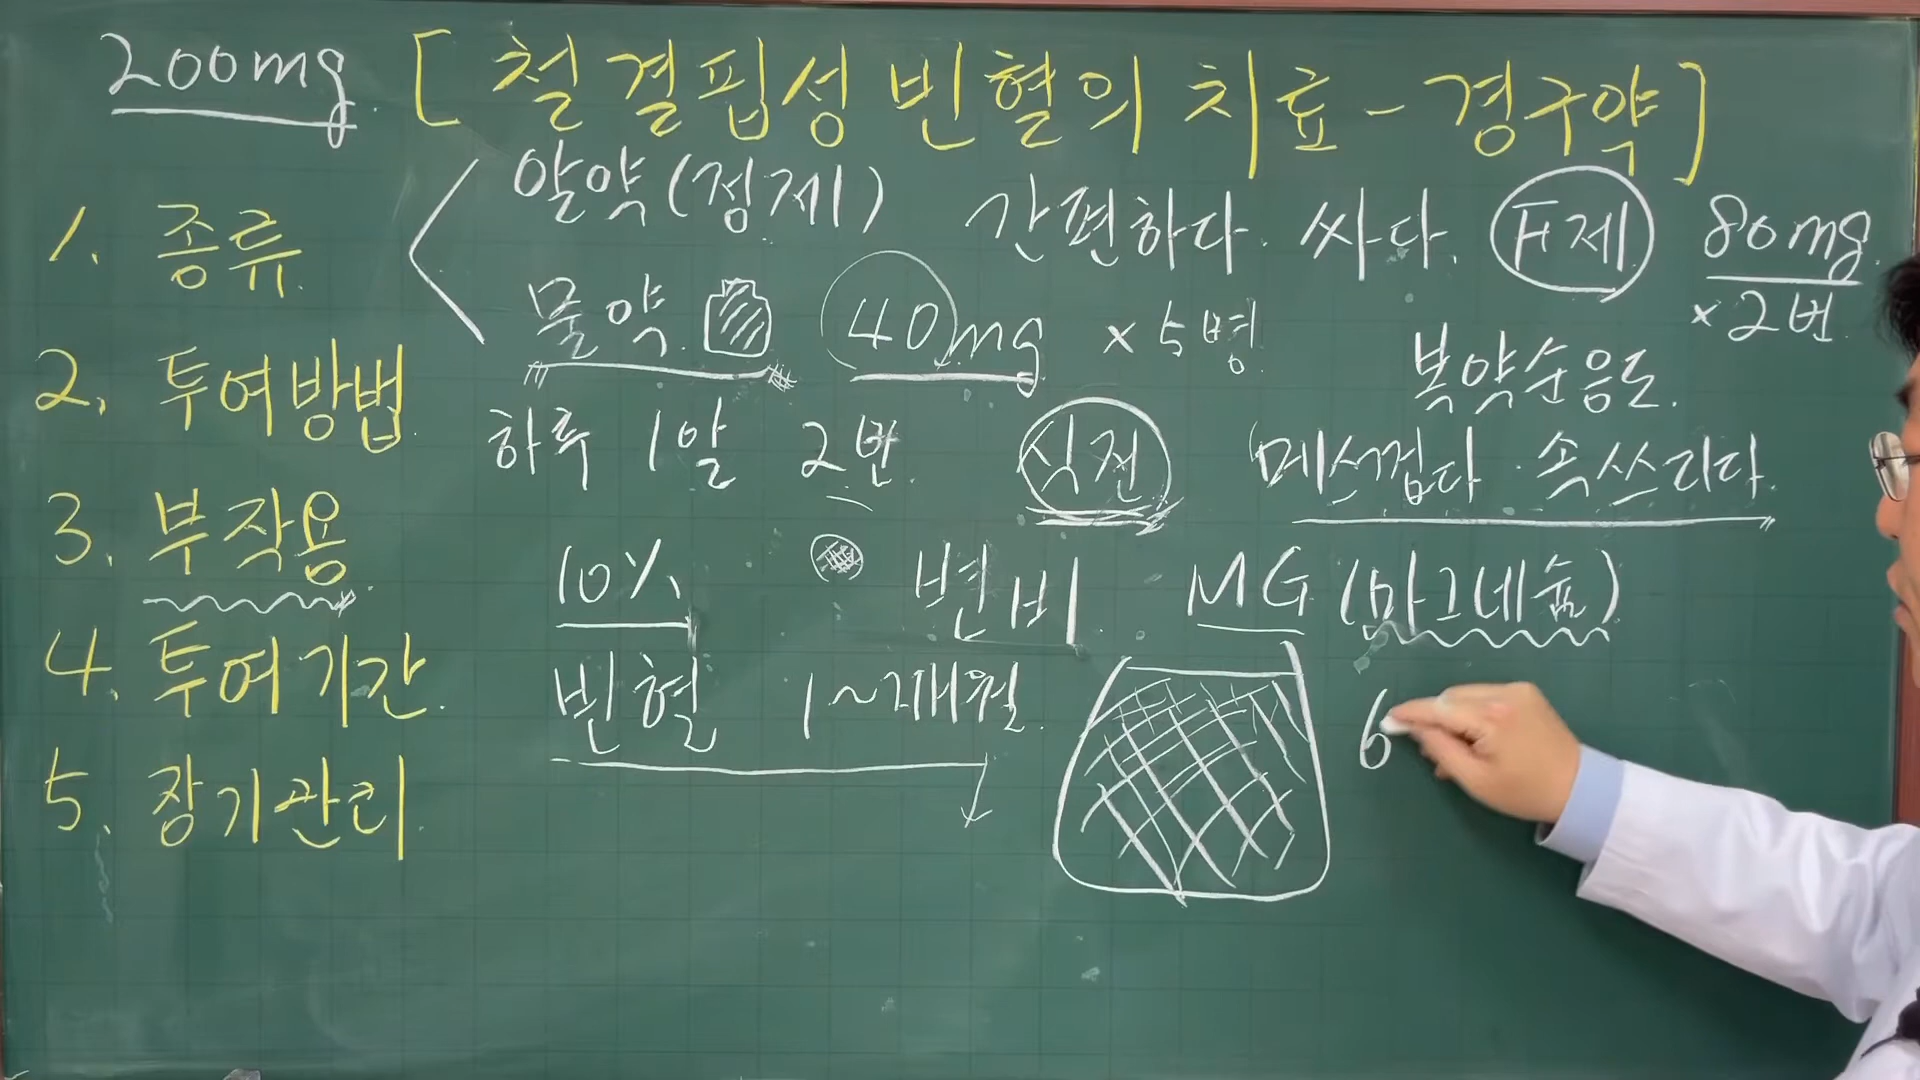 200mg [철결핍성 빈혈의 치료 - 경구약]
1. 종류. 알약(정제) 간편하다. 싸다. F제 80mg × 2번
물약. 40mg × 5병
복약순응도.
2. 투여방법. 하루 1알 2번. 식전 메스껍다. 속쓰리다.
3. 부작용. 10% 변비. MG (마그네슘)
4. 투여기간. 빈혈 1~2개월. 6
5. 장기관리.